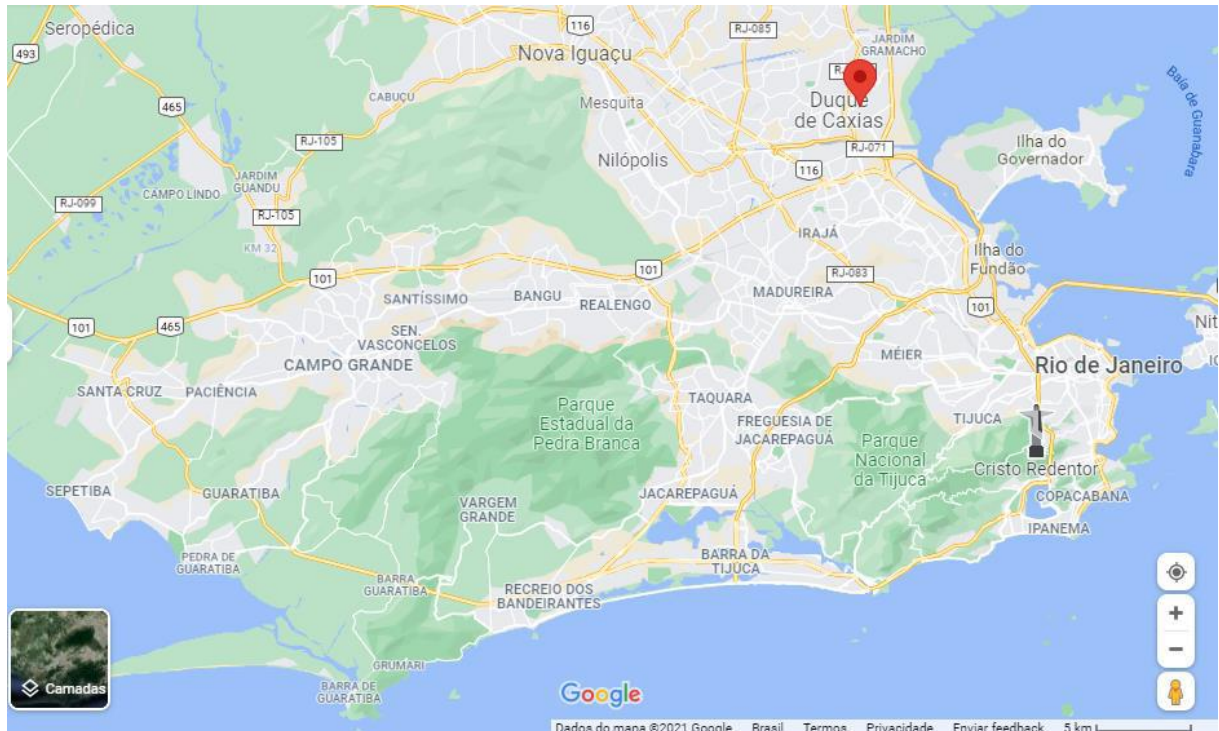 Seropédica
493
116
RJ-085
Nova Iguaçu
JARDIM
GRAMACHO
CABUÇU
465
Mesquita
Duque
de Caxias
Baía de Guanabara
RJ-105
Nilópolis
RJ-071
Ilha do
Governador
116
JARDIM
GUANDU
CAMPO LINDO
RJ-099
RJ-105
IRAJÁ
KM 32
Ilha do
Fundão
101
101
RJ-083
SANTÍSSIMO
BANGU
REALENGO
MADUREIRA
101
101
465
SEN.
VASCONCELOS
CAMPO GRANDE
MÉIER
Rio de Janeiro
SANTA CRUZ
PACIÊNCIA
Parque
Estadual da
Pedra Branca
TAQUARA
FREGUESIA DE
JACAREPAGUÁ
TIJUCA
Parque
Nacional
da Tijuca
Cristo Redentor
SEPETIBA
GUARATIBA
VARGEM
GRANDE
JACAREPAGUÁ
COPACABANA
IPANEMA
PEDRA DE
GUARATIBA
BARRA DA
TIJUCA
BARRA
GUARATIBA
RECREIO DOS
BANDEIRANTES
GRUMARI
BARRA DE
GUARATIBA
Camadas
Google
Dados do mapa ©2021 Google Brasil Termos Privacidade Enviar feedback 5 km